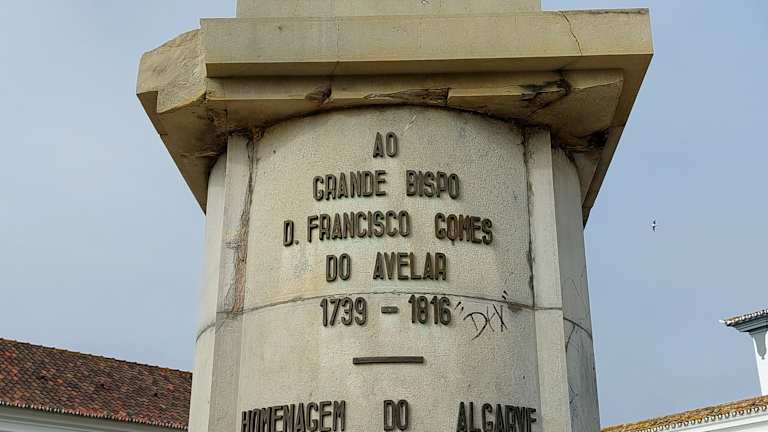 AO
GRANDE BISPO
D. FRANCISCO GOMES
DO AVELAR
1739 – 1816
HOMENAGEM DO ALGARVE